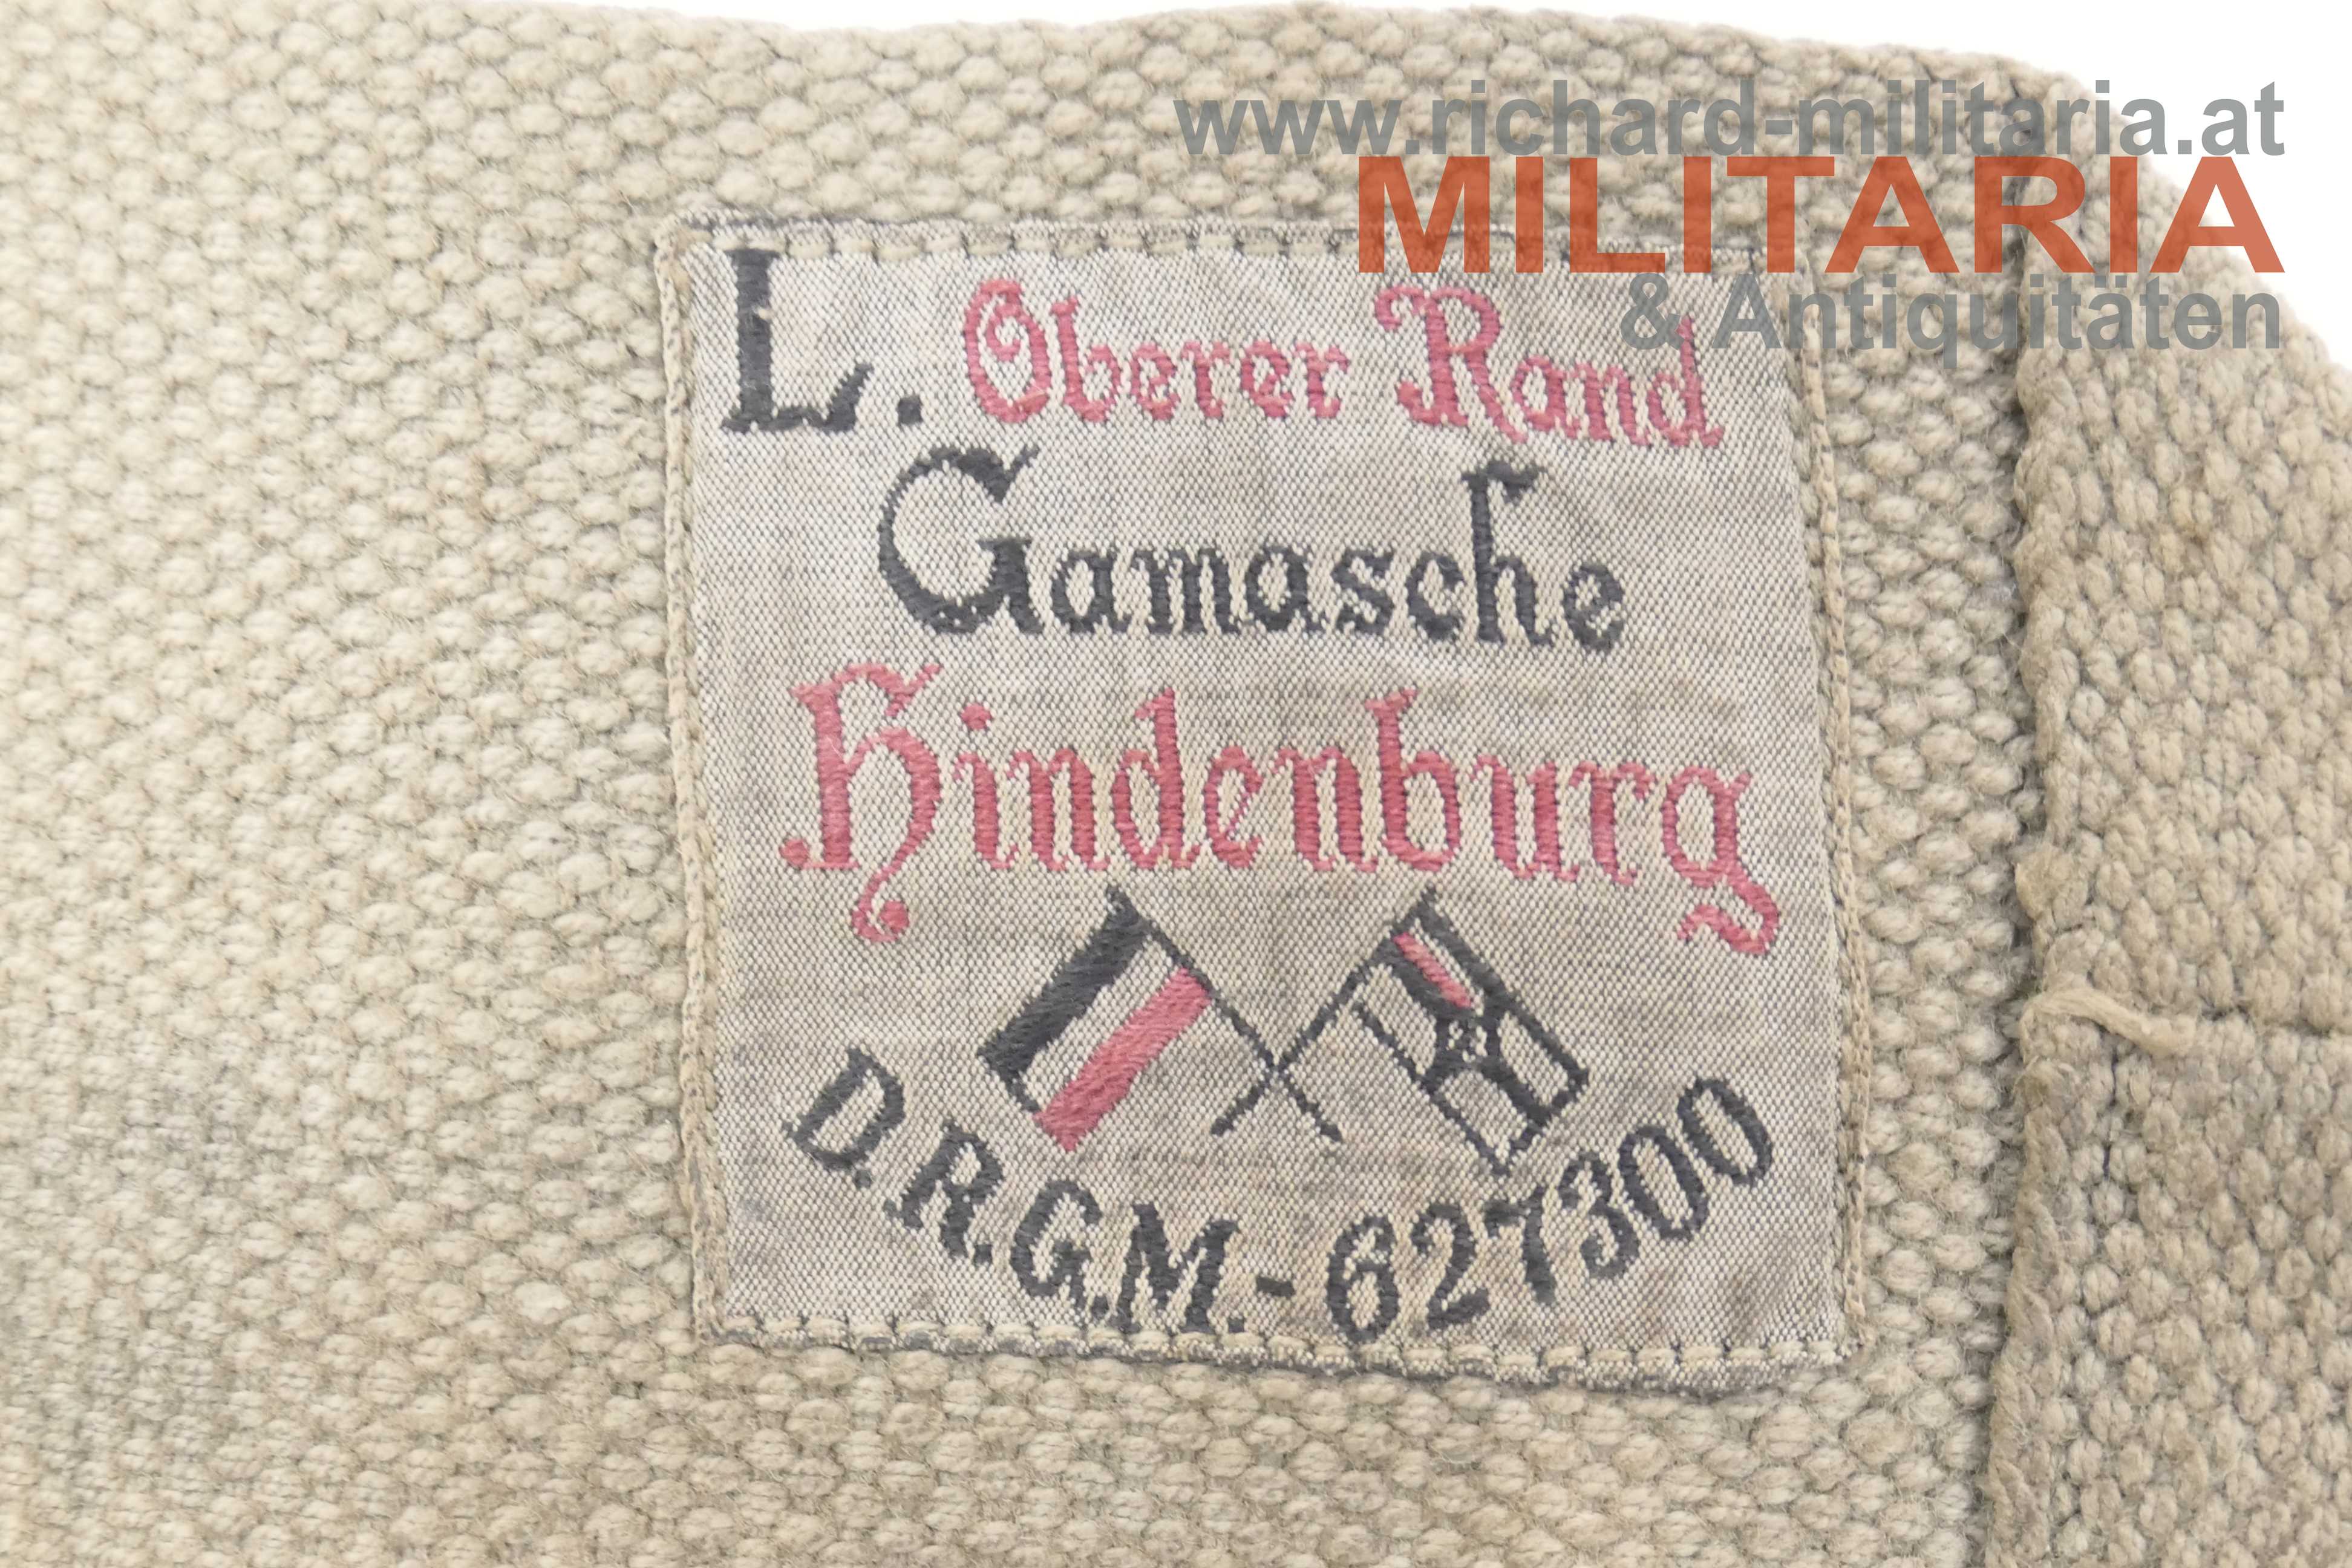 www.richard-militaria.at
MILITARIA
& Antiquitäten
L. Oberer Rand
Gamasche
Hindenburg
D.R.G.M.-627300